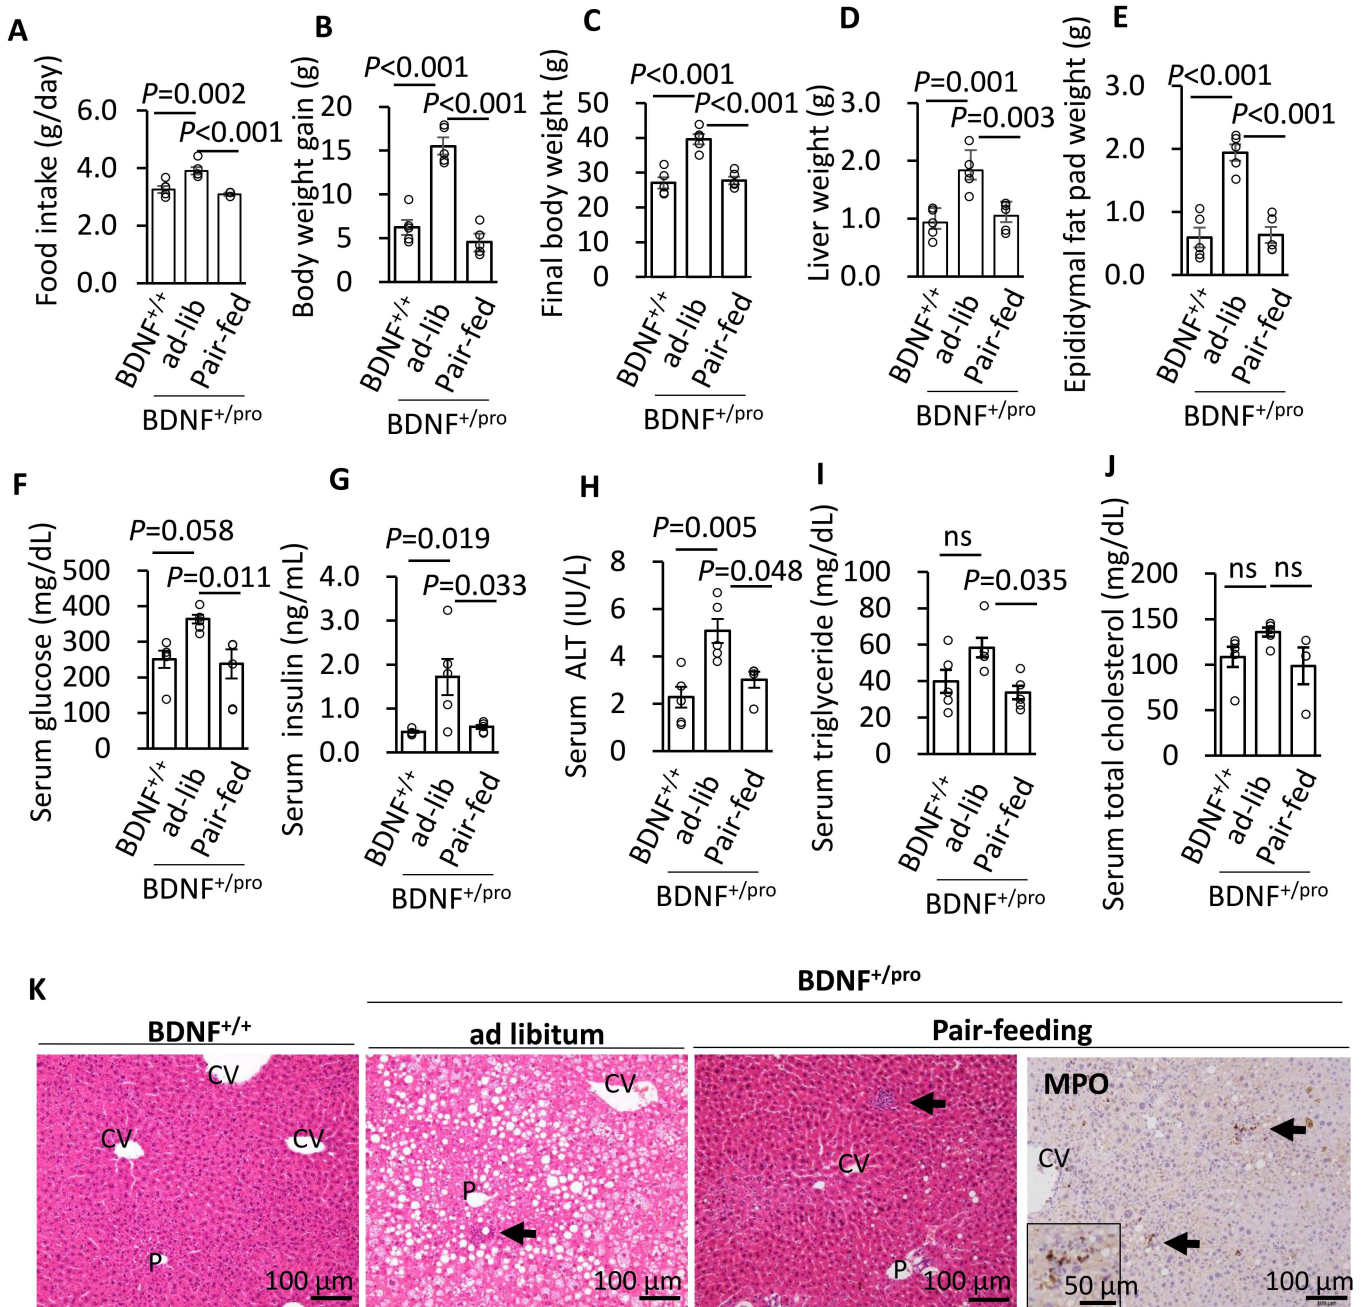 A
Food intake (g/day)
P=0.002
P<0.001
6.0
4.0
2.0
0.0
BDNF+/+
ad-lib
Pair-fed
BDNF+/pro
B
Body weight gain (g)
P<0.001
P<0.001
20
15
10
5
0
BDNF+/+
ad-lib
Pair-fed
BDNF+/pro
C
Final body weight (g)
P<0.001
P<0.001
50
40
30
20
10
0
BDNF+/+
ad-lib
Pair-fed
BDNF+/pro
D
Liver weight (g)
P=0.001
P=0.003
3.0
2.0
1.0
0.0
BDNF+/+
ad-lib
Pair-fed
BDNF+/pro
E
Epididymal fat pad weight (g)
P<0.001
P<0.001
3.0
2.0
1.0
0.0
BDNF+/+
ad-lib
Pair-fed
BDNF+/pro
F
Serum glucose (mg/dL)
P=0.058
P=0.011
500
400
300
200
100
0
BDNF+/+
ad-lib
Pair-fed
BDNF+/pro
G
Serum insulin (ng/mL)
P=0.019
P=0.033
4.0
3.0
2.0
1.0
0.0
BDNF+/+
ad-lib
Pair-fed
BDNF+/pro
H
Serum ALT (IU/L)
P=0.005
P=0.048
8
6
4
2
0
BDNF+/+
ad-lib
Pair-fed
BDNF+/pro
I
Serum triglyceride (mg/dL)
ns
P=0.035
100
80
60
40
20
0
BDNF+/+
ad-lib
Pair-fed
BDNF+/pro
J
Serum total cholesterol (mg/dL)
ns ns
200
150
100
50
0
BDNF+/+
ad-lib
Pair-fed
BDNF+/pro
K
BDNF+/pro
BDNF+/+
ad libitum
Pair-feeding
CV
CV
CV
P
100 µm
CV
P
100 µm
CV
P
100 µm
MPO
CV
50 µm
100 µm